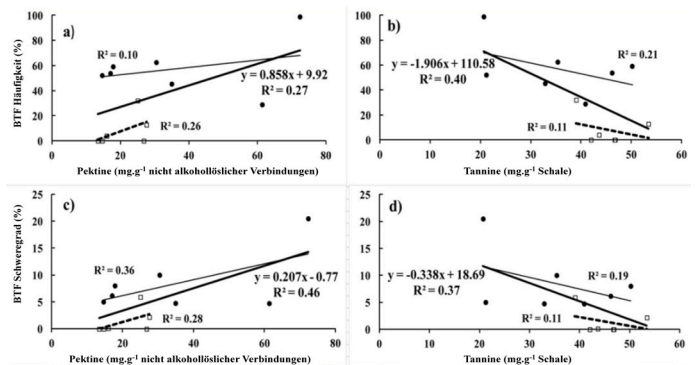 a)
BTF Häufigkeit (%)
120
100
80
60
40
20
0
R² = 0.10
y = 0.858x + 9.92
R² = 0.27
R² = 0.26
0 20 40 60 80
Pektine (mg.g⁻¹ nicht alkohollöslicher Verbindungen)
b)
120
100
80
60
40
20
0
y = -1.906x + 110.58
R² = 0.40
R² = 0.21
R² = 0.11
0 10 20 30 40 50 60
Tannine (mg.g⁻¹ Schale)
c)
BTF Schweregrad (%)
25
20
15
10
5
0
R² = 0.36
y = 0.207x - 0.77
R² = 0.46
R² = 0.28
0 20 40 60 80
Pektine (mg.g⁻¹ nicht alkohollöslicher Verbindungen)
d)
25
20
15
10
5
0
y = -0.338x + 18.69
R² = 0.37
R² = 0.19
R² = 0.11
0 10 20 30 40 50 60
Tannine (mg.g⁻¹ Schale)